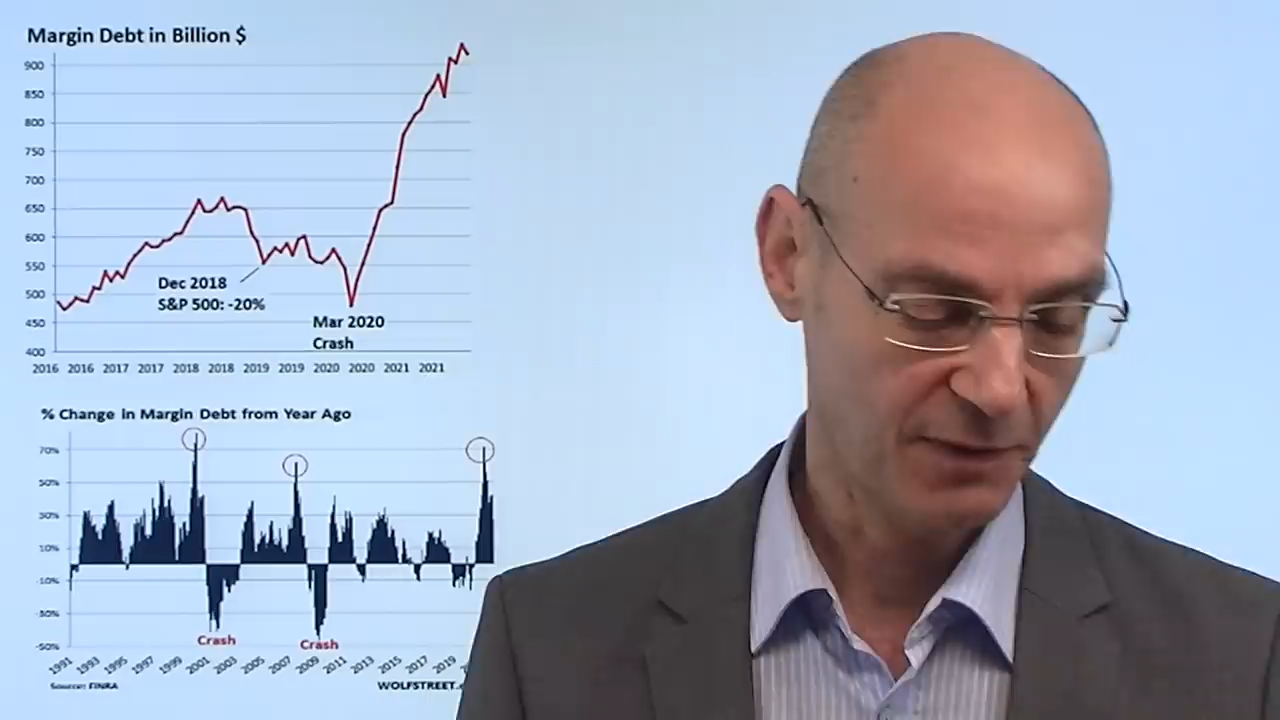 Margin Debt in Billion $
900
850
800
750
700
650
600
550
500
450
400
Dec 2018
S&P 500: -20%
Mar 2020
Crash
2016 2016 2017 2017 2018 2018 2019 2019 2020 2020 2021 2021
% Change in Margin Debt from Year Ago
70%
50%
30%
10%
-10%
-30%
-50%
Crash
Crash
1991 1993 1995 1997 1999 2001 2003 2005 2007 2009 2011 2013 2015 2017 2019
Source: FINRA
WOLFSTREET.